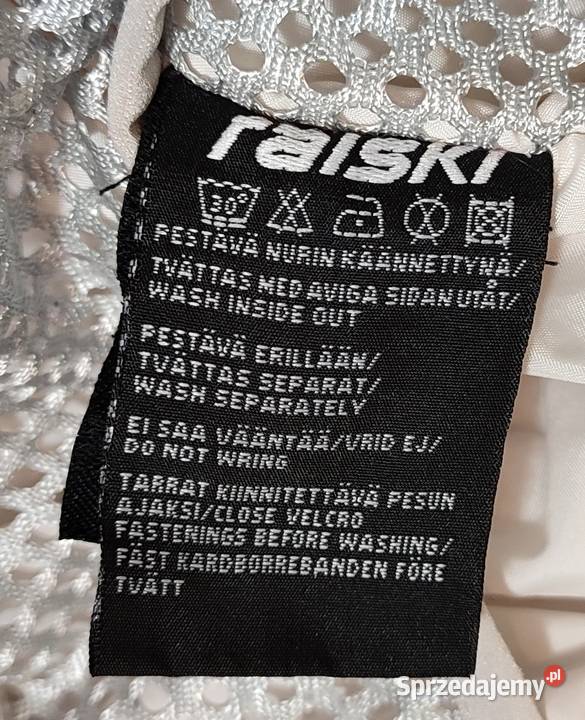 raiski
30°
PESTÄVÄ NURIN KÄÄNNETTYNÄ/
TVÄTTAS MED AVIGA SIDAN UTÅT/
WASH INSIDE OUT
PESTÄVÄ ERILLÄÄN/
TVÄTTAS SEPARAT/
WASH SEPARATELY
EI SAA VÄÄNTÄÄ/VRID EJ/
DO NOT WRING
TARRAT KIINNITETTÄVÄ PESUN
AJAKSI/CLOSE VELCRO
FASTENINGS BEFORE WASHING/
FÄST KARDBORREBANDEN FÖRE
TVÄTT
Sprzedajemy.pl